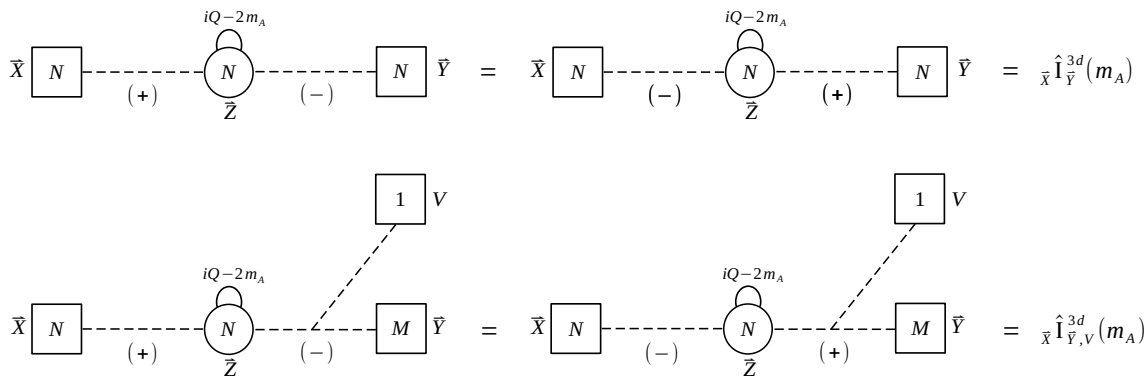 iQ−2m_A iQ−2m_A
X⃗ N N N Y⃗ = X⃗ N N N Y⃗ = _X⃗ Î^{3d}_Y⃗ (m_A)
(+) (−) (−) (+)
Z⃗ Z⃗
1 V 1 V
iQ−2m_A iQ−2m_A
X⃗ N N M Y⃗ = X⃗ N N M Y⃗ = _X⃗ Î^{3d}_{Y⃗,V} (m_A)
(+) (−) (−) (+)
Z⃗ Z⃗